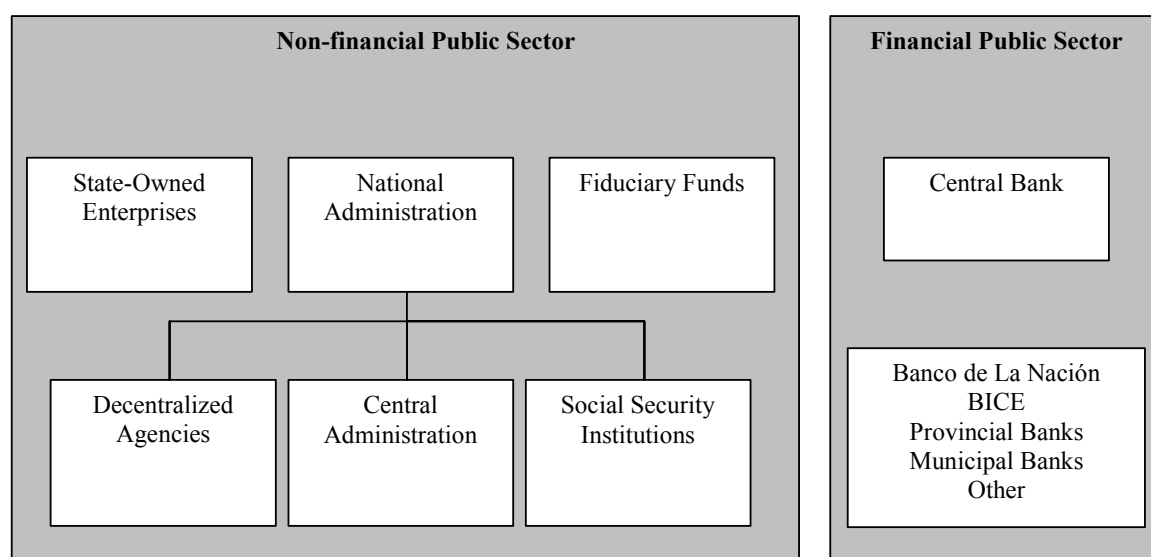 Non-financial Public Sector
State-Owned
Enterprises
National
Administration
Fiduciary Funds
Decentralized
Agencies
Central
Administration
Social Security
Institutions
Financial Public Sector
Central Bank
Banco de La Nación
BICE
Provincial Banks
Municipal Banks
Other